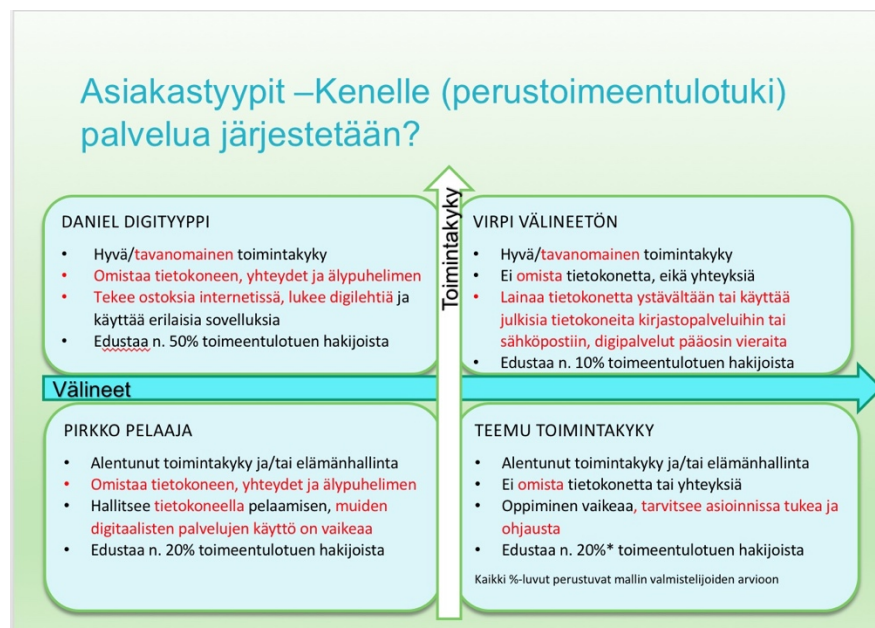 Asiakastyypit –Kenelle (perustoimeentulotuki)
palvelua järjestetään?
Toimintakyky
DANIEL DIGITYYPPI
• Hyvä/tavanomainen toimintakyky
• Omistaa tietokoneen, yhteydet ja älypuhelimen
• Tekee ostoksia internetissä, lukee digilehtiä ja
käyttää erilaisia sovelluksia
• Edustaa n. 50% toimeentulotuen hakijoista
VIRPI VÄLINEETÖN
• Hyvä/tavanomainen toimintakyky
• Ei omista tietokonetta, eikä yhteyksiä
• Lainaa tietokonetta ystävältään tai käyttää
julkisia tietokoneita kirjastopalveluihin tai
sähköpostiin, digipalvelut pääosin vieraita
• Edustaa n. 10% toimeentulotuen hakijoista
Välineet
PIRKKO PELAAJA
• Alentunut toimintakyky ja/tai elämänhallinta
• Omistaa tietokoneen, yhteydet ja älypuhelimen
• Hallitsee tietokoneella pelaamisen, muiden
digitaalisten palvelujen käyttö on vaikeaa
• Edustaa n. 20% toimeentulotuen hakijoista
TEEMU TOIMINTAKYKY
• Alentunut toimintakyky ja/tai elämänhallinta
• Ei omista tietokonetta tai yhteyksiä
• Oppiminen vaikeaa, tarvitsee asioinnissa tukea ja
ohjausta
• Edustaa n. 20%* toimeentulotuen hakijoista
Kaikki %-luvut perustuvat mallin valmistelijoiden arvioon